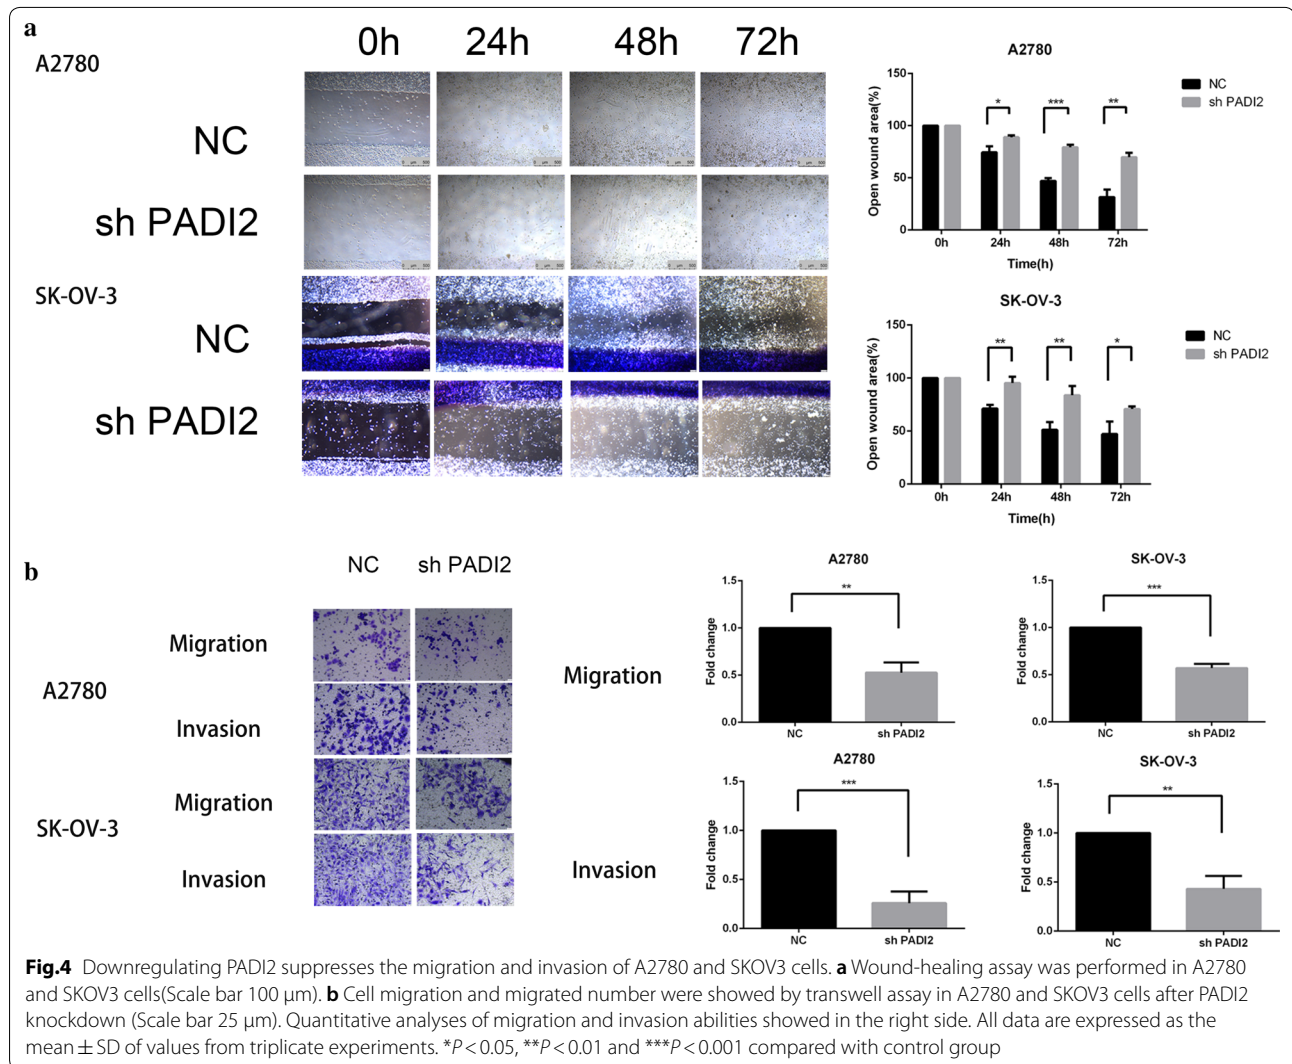 a
0h 24h 48h 72h
A2780
NC
sh PADI2
SK-OV-3
NC
sh PADI2
A2780
Open wound area(%)
150
100
50
0
* *** **
0h 24h 48h 72h
Time(h)
NC
sh PADI2
SK-OV-3
Open wound area(%)
150
100
50
0
** ** *
0h 24h 48h 72h
Time(h)
NC
sh PADI2
b
NC sh PADI2
A2780
Migration
Invasion
SK-OV-3
Migration
Invasion
Migration
A2780
Fold change
1.5
1.0
0.5
0.0
**
NC sh PADI2
SK-OV-3
Fold change
1.5
1.0
0.5
0.0
***
NC sh PADI2
Invasion
A2780
Fold change
1.5
1.0
0.5
0.0
***
NC sh PADI2
SK-OV-3
Fold change
1.5
1.0
0.5
0.0
**
NC sh PADI2
Fig.4 Downregulating PADI2 suppresses the migration and invasion of A2780 and SKOV3 cells. a Wound-healing assay was performed in A2780
and SKOV3 cells(Scale bar 100 μm). b Cell migration and migrated number were showed by transwell assay in A2780 and SKOV3 cells after PADI2
knockdown (Scale bar 25 μm). Quantitative analyses of migration and invasion abilities showed in the right side. All data are expressed as the
mean ± SD of values from triplicate experiments. *P < 0.05, **P < 0.01 and ***P < 0.001 compared with control group